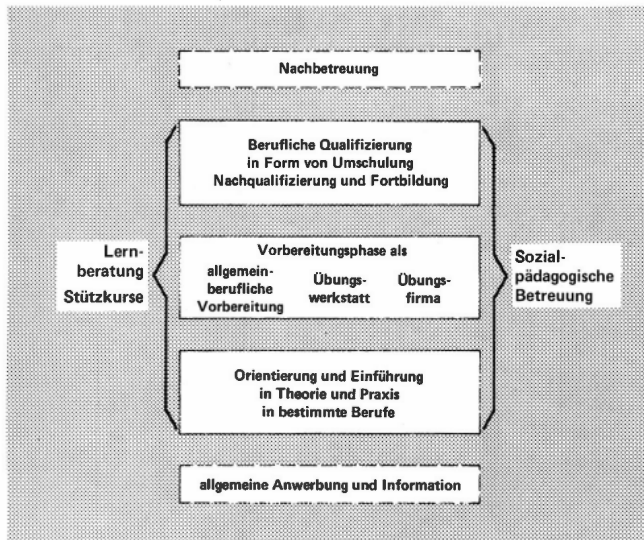 Nachbetreuung
Berufliche Qualifizierung
in Form von Umschulung
Nachqualifizierung und Fortbildung
Lern-
beratung
Stützkurse
Vorbereitungsphase als
allgemein-
berufliche
Vorbereitung
Übungs-
werkstatt
Übungs-
firma
Sozial-
pädagogische
Betreuung
Orientierung und Einführung
in Theorie und Praxis
in bestimmte Berufe
allgemeine Anwerbung und Information